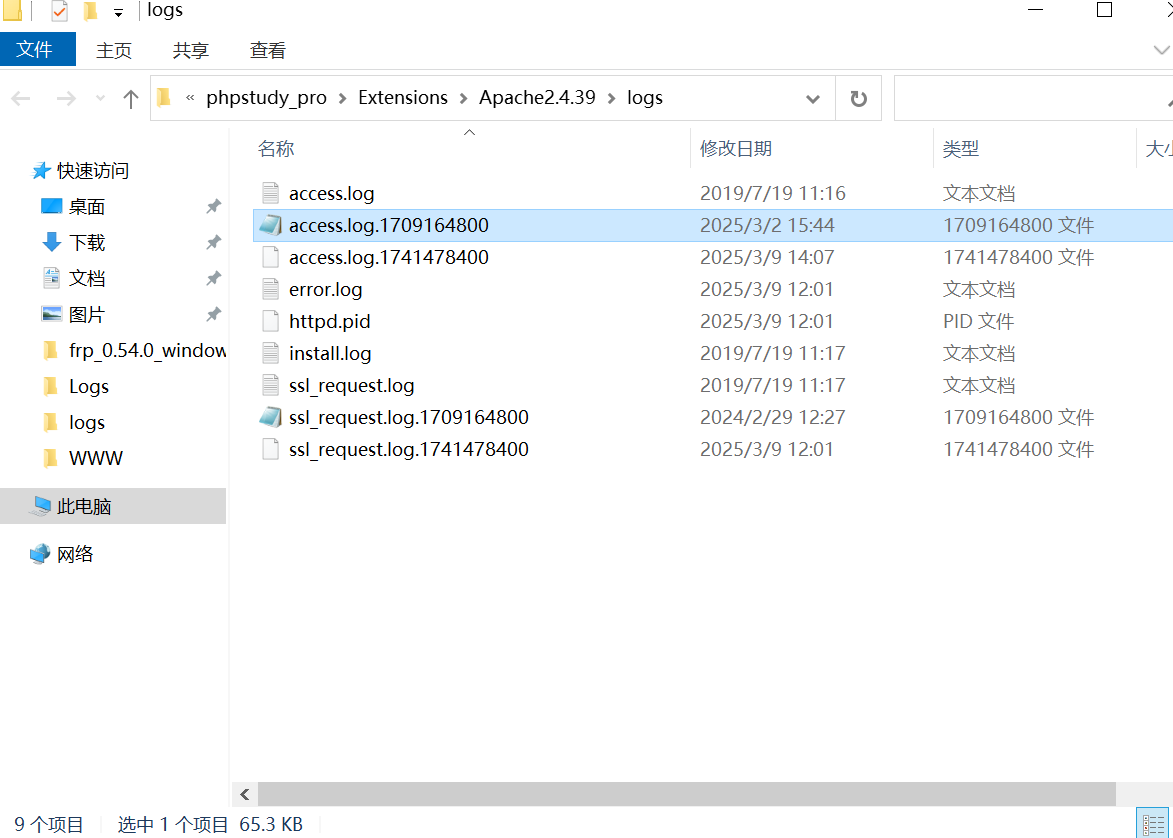 logs
文件 主页 共享 查看
« phpstudy_pro › Extensions › Apache2.4.39 › logs
名称 修改日期 类型
快速访问
桌面
下载
文档
图片
frp_0.54.0_window
Logs
logs
WWW
此电脑
网络
access.log 2019/7/19 11:16 文本文档
access.log.1709164800 2025/3/2 15:44 1709164800 文件
access.log.1741478400 2025/3/9 14:07 1741478400 文件
error.log 2025/3/9 12:01 文本文档
httpd.pid 2025/3/9 12:01 PID 文件
install.log 2019/7/19 11:17 文本文档
ssl_request.log 2019/7/19 11:17 文本文档
ssl_request.log.1709164800 2024/2/29 12:27 1709164800 文件
ssl_request.log.1741478400 2025/3/9 12:01 1741478400 文件
9 个项目 选中 1 个项目 65.3 KB